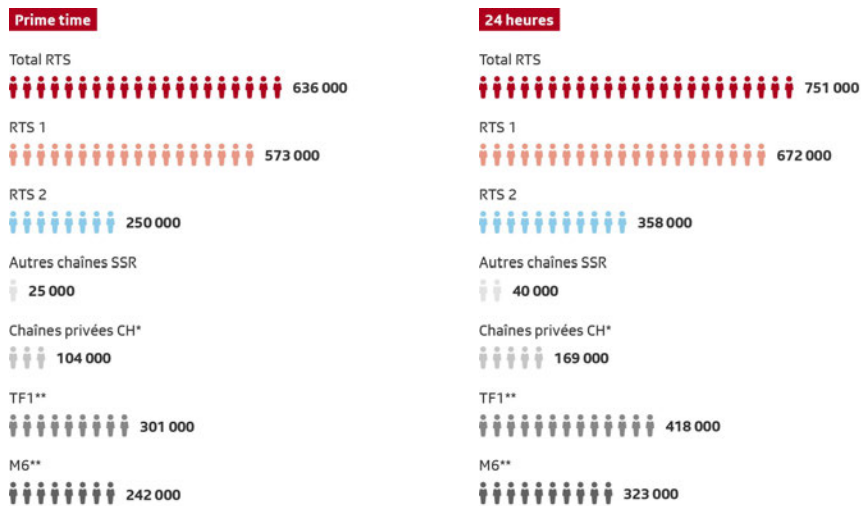 Prime time
Total RTS
636 000
RTS 1
573 000
RTS 2
250 000
Autres chaînes SSR
25 000
Chaînes privées CH*
104 000
TF1**
301 000
M6**
242 000
24 heures
Total RTS
751 000
RTS 1
672 000
RTS 2
358 000
Autres chaînes SSR
40 000
Chaînes privées CH*
169 000
TF1**
418 000
M6**
323 000